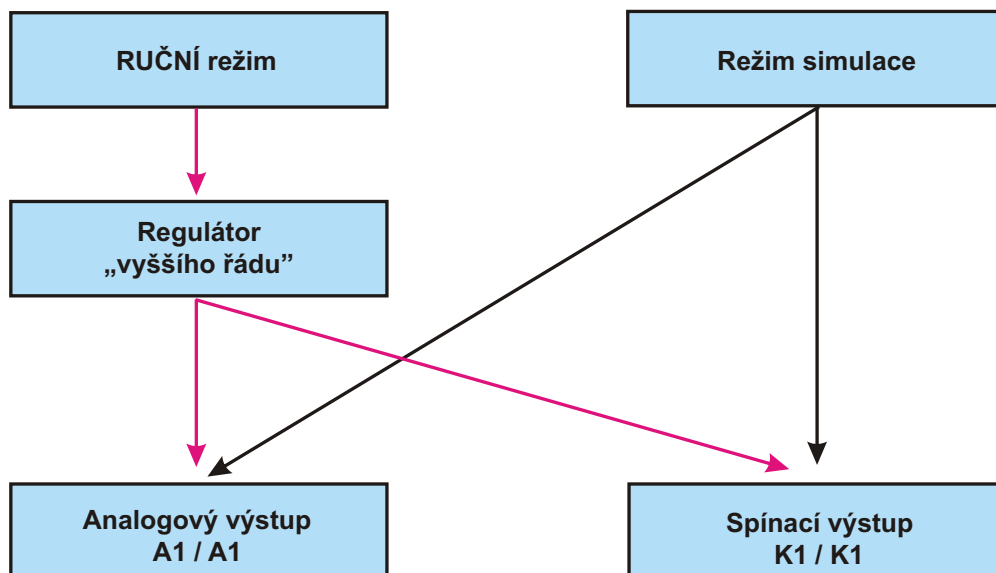 RUČNÍ režim
Režim simulace
Regulátor
„vyššího řádu”
Analogový výstup
A1 / A1
Spínací výstup
K1 / K1